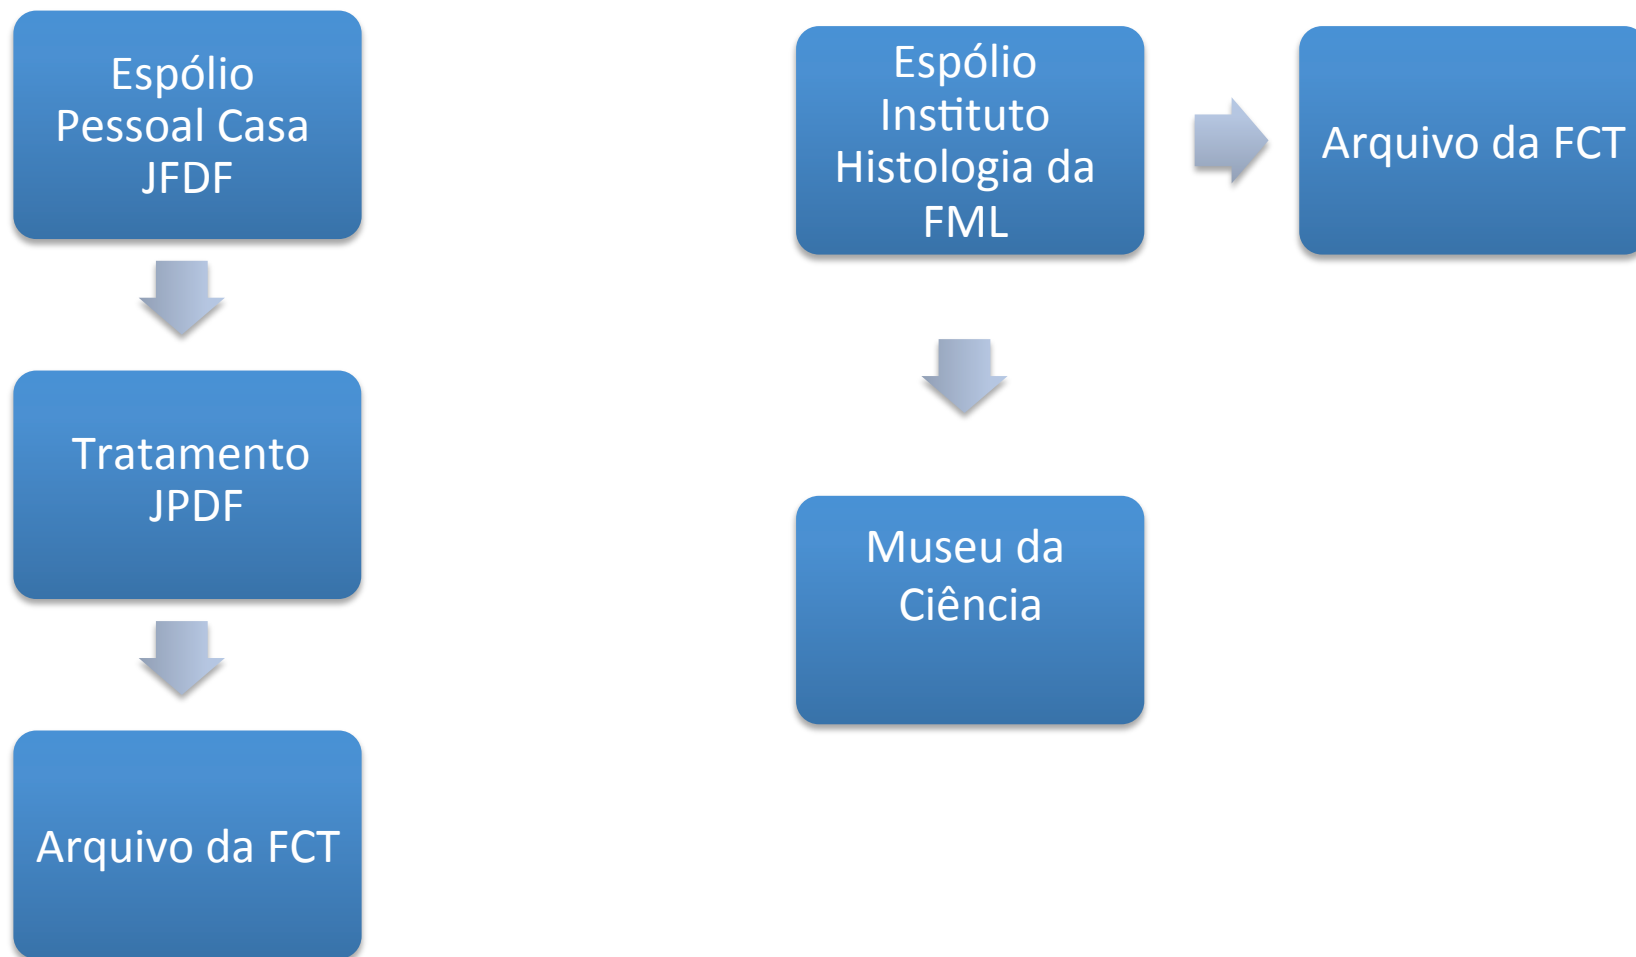 Espólio
Pessoal Casa
JFDF
Tratamento
JPDF
Arquivo da FCT
Espólio
Instituto
Histologia da
FML
Arquivo da FCT
Museu da
Ciência